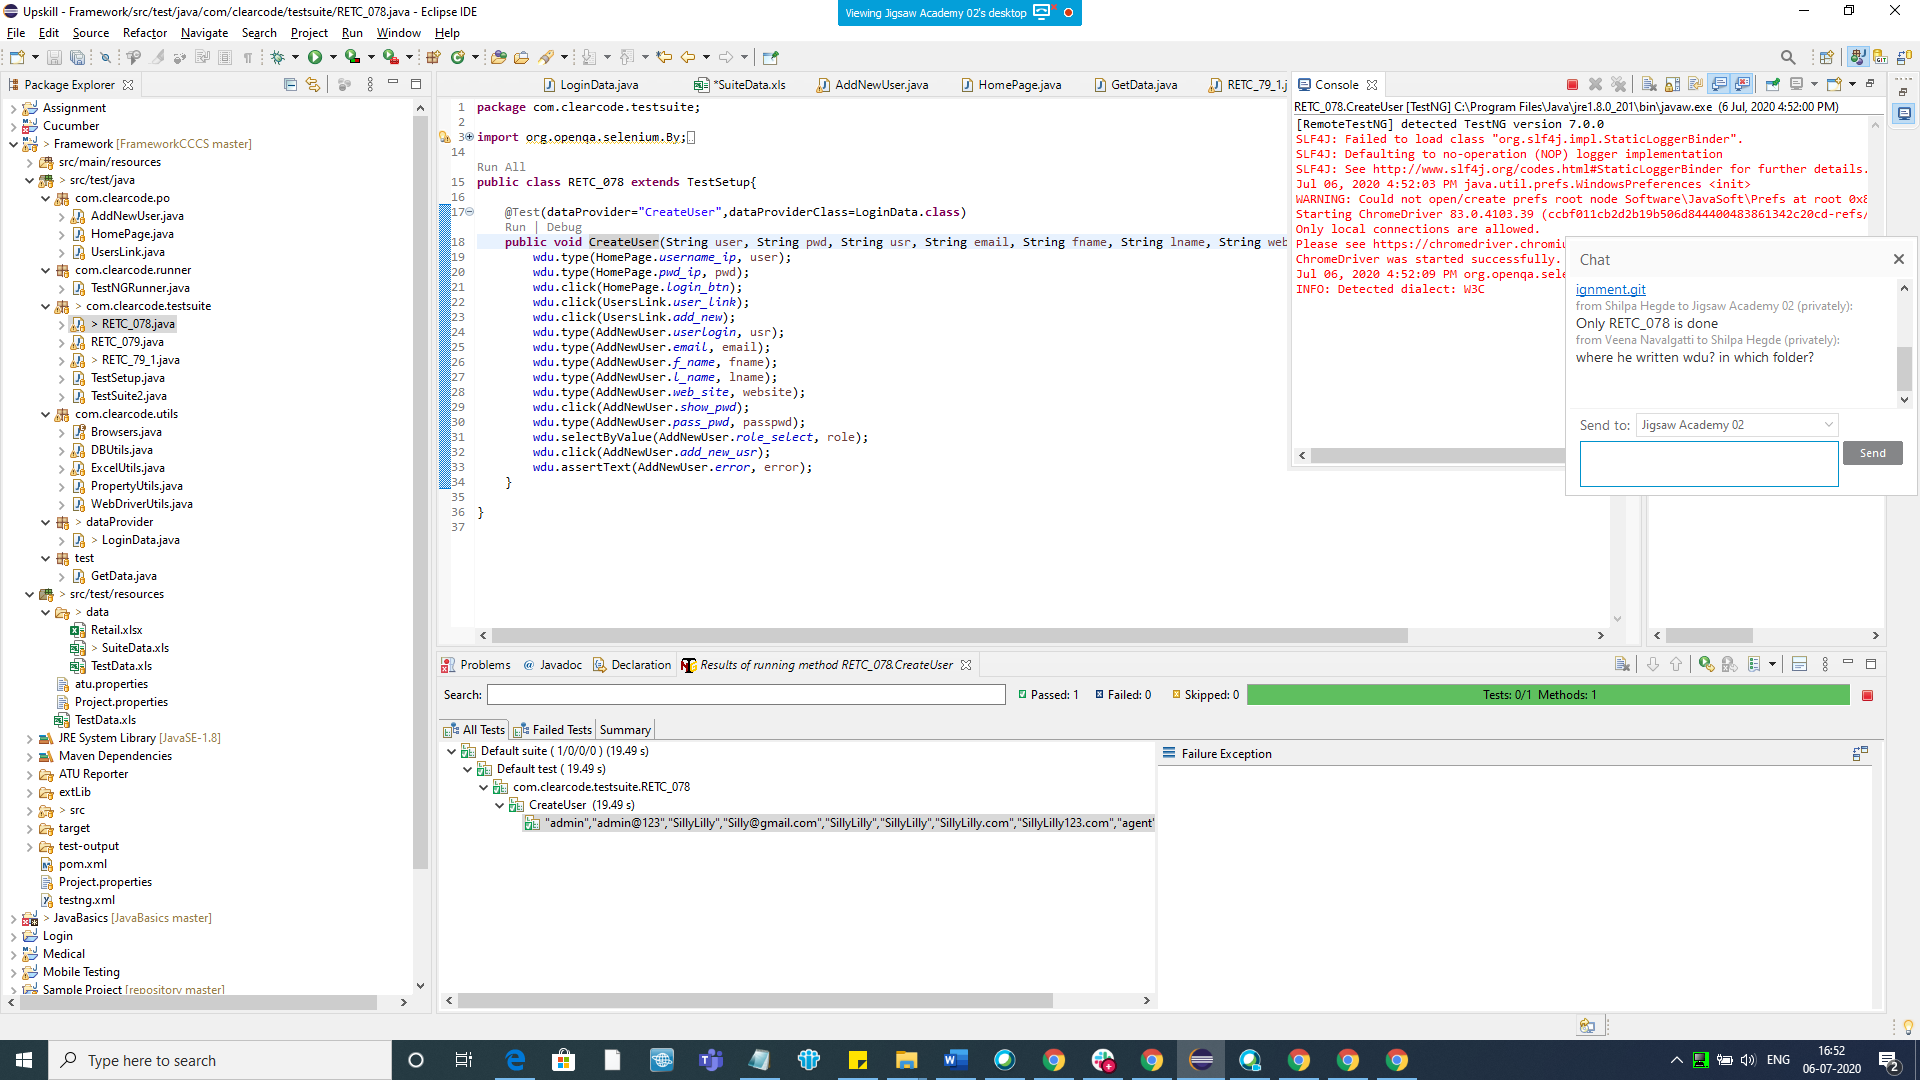 Upskill - Framework/src/test/java/com/clearcode/testsuite/RETC_078.java - Eclipse IDE
Viewing Jigsaw Academy 02's desktop
File Edit Source Refactor Navigate Search Project Run Window Help
Package Explorer
Assignment
Cucumber
> Framework [FrameworkCCCS master]
src/main/resources
> src/test/java
com.clearcode.po
AddNewUser.java
HomePage.java
UsersLink.java
com.clearcode.runner
TestNGRunner.java
> com.clearcode.testsuite
> RETC_078.java
RETC_079.java
> RETC_79_1.java
TestSetup.java
TestSuite2.java
com.clearcode.utils
Browsers.java
DBUtils.java
ExcelUtils.java
PropertyUtils.java
WebDriverUtils.java
> dataProvider
> LoginData.java
test
GetData.java
> src/test/resources
> data
Retail.xlsx
> SuiteData.xls
TestData.xls
atu.properties
Project.properties
TestData.xls
JRE System Library [JavaSE-1.8]
Maven Dependencies
ATU Reporter
extLib
> src
target
test-output
pom.xml
Project.properties
testng.xml
> JavaBasics [JavaBasics master]
Login
Medical
Mobile Testing
Sample Project [repository master]
LoginData.java *SuiteData.xls AddNewUser.java HomePage.java GetData.java RETC_79_1.j
1 package com.clearcode.testsuite;
2
3 import org.openqa.selenium.By;
14
Run All
15 public class RETC_078 extends TestSetup{
16
17 @Test(dataProvider="CreateUser",dataProviderClass=LoginData.class)
Run | Debug
18 public void CreateUser(String user, String pwd, String usr, String email, String fname, String lname, String web
19 wdu.type(HomePage.username_ip, user);
20 wdu.type(HomePage.pwd_ip, pwd);
21 wdu.click(HomePage.login_btn);
22 wdu.click(UsersLink.user_link);
23 wdu.click(UsersLink.add_new);
24 wdu.type(AddNewUser.userlogin, usr);
25 wdu.type(AddNewUser.email, email);
26 wdu.type(AddNewUser.f_name, fname);
27 wdu.type(AddNewUser.l_name, lname);
28 wdu.type(AddNewUser.web_site, website);
29 wdu.click(AddNewUser.show_pwd);
30 wdu.type(AddNewUser.pass_pwd, passpwd);
31 wdu.selectByValue(AddNewUser.role_select, role);
32 wdu.click(AddNewUser.add_new_usr);
33 wdu.assertText(AddNewUser.error, error);
34 }
35
36 }
37
Console
RETC_078.CreateUser [TestNG] C:\Program Files\Java\jre1.8.0_201\bin\javaw.exe (6 Jul, 2020 4:52:00 PM)
[RemoteTestNG] detected TestNG version 7.0.0
SLF4J: Failed to load class "org.slf4j.impl.StaticLoggerBinder".
SLF4J: Defaulting to no-operation (NOP) logger implementation
SLF4J: See http://www.slf4j.org/codes.html#StaticLoggerBinder for further details.
Jul 06, 2020 4:52:03 PM java.util.prefs.WindowsPreferences <init>
WARNING: Could not open/create prefs root node Software\JavaSoft\Prefs at root 0x8
Starting ChromeDriver 83.0.4103.39 (ccbf011cb2d2b19b506d844400483861342c20cd-refs/
Only local connections are allowed.
Please see https://chromedriver.chromiu
ChromeDriver was started successfully.
Jul 06, 2020 4:52:09 PM org.openqa.sele
INFO: Detected dialect: W3C
Chat
ignment.git
from Shilpa Hegde to Jigsaw Academy 02 (privately):
Only RETC_078 is done
from Veena Navalgatti to Shilpa Hegde (privately):
where he written wdu? in which folder?
Send to: Jigsaw Academy 02
Send
Problems Javadoc Declaration Results of running method RETC_078.CreateUser
Search: Passed: 1 Failed: 0 Skipped: 0 Tests: 0/1 Methods: 1
All Tests Failed Tests Summary
Default suite ( 1/0/0/0 ) (19.49 s)
Default test ( 19.49 s)
com.clearcode.testsuite.RETC_078
CreateUser (19.49 s)
"admin","admin@123","SillyLilly","Silly@gmail.com","SillyLilly","SillyLilly","SillyLilly.com","SillyLilly123.com","agent"
Failure Exception
Type here to search
ENG
16:52
06-07-2020
2